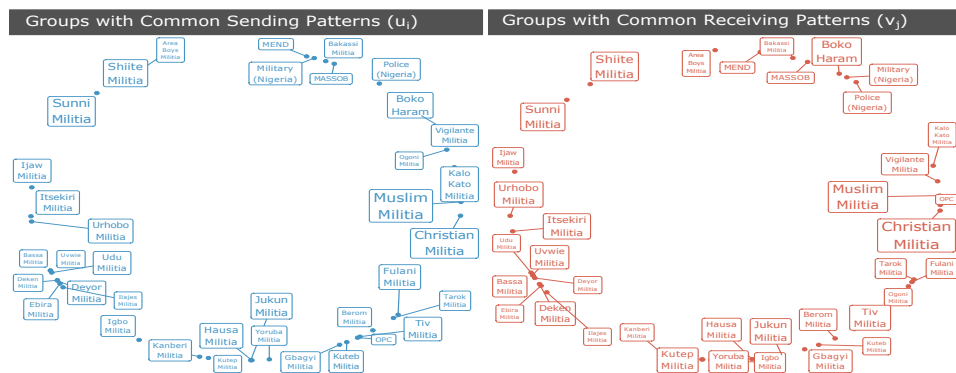 Groups with Common Sending Patterns (uᵢ)
Area
Boys
Militia
Shiite
Militia
Sunni
Militia
MEND
Bakassi
Militia
Military
(Nigeria)
MASSOB
Police
(Nigeria)
Boko
Haram
Vigilante
Militia
Ogoni
Militia
Kalo
Kato
Militia
Muslim
Militia
Christian
Militia
Ijaw
Militia
Itsekiri
Militia
Urhobo
Militia
Bassa
Militia
Uvwie
Militia
Udu
Militia
Deken
Militia
Deyor
Militia
Ebira
Militia
Ilajes
Militia
Igbo
Militia
Kanberi
Militia
Hausa
Militia
Kutep
Militia
Jukun
Militia
Yoruba
Militia
Fulani
Militia
Tarok
Militia
Berom
Militia
Tiv
Militia
OPC
Gbagyi
Militia
Kuteb
Militia
Groups with Common Receiving Patterns (vⱼ)
Shiite
Militia
Sunni
Militia
Area
Boys
Militia
MEND
Bakassi
Militia
MASSOB
Boko
Haram
Military
(Nigeria)
Police
(Nigeria)
Kalo
Kato
Militia
Vigilante
Militia
Muslim
Militia
OPC
Christian
Militia
Ijaw
Militia
Urhobo
Militia
Itsekiri
Militia
Udu
Militia
Uvwie
Militia
Bassa
Militia
Deyor
Militia
Ebira
Militia
Deken
Militia
Ilajes
Militia
Kanberi
Militia
Kutep
Militia
Hausa
Militia
Yoruba
Militia
Jukun
Militia
Igbo
Militia
Tarok
Militia
Fulani
Militia
Ogoni
Militia
Tiv
Militia
Berom
Militia
Kuteb
Militia
Gbagyi
Militia